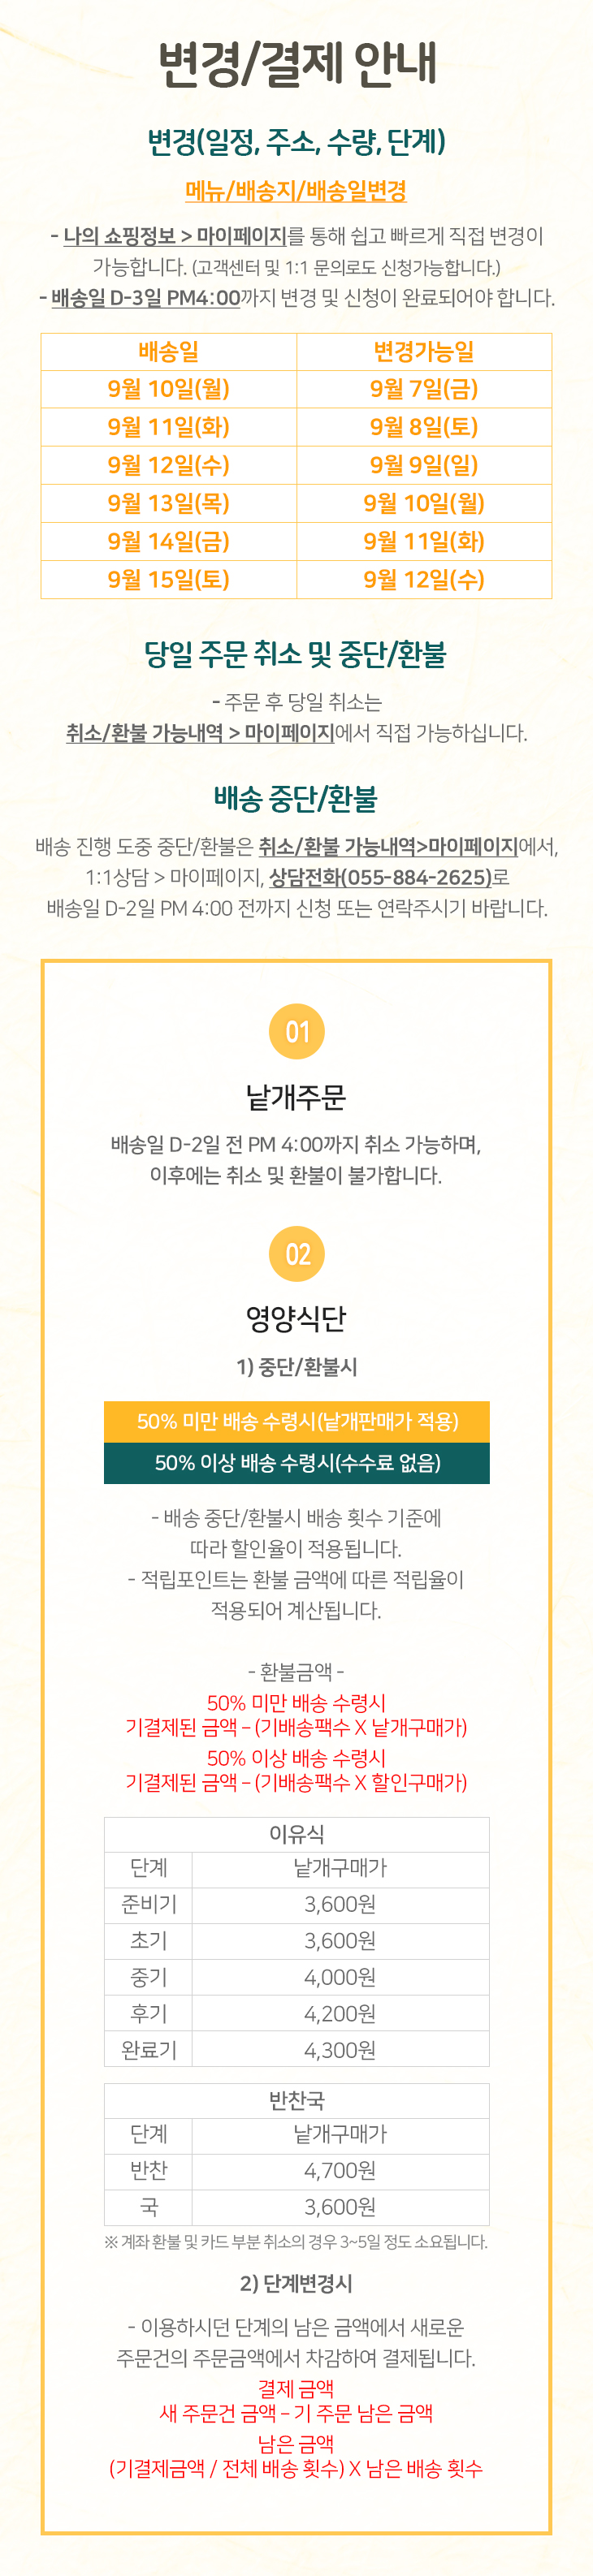 변경/결제 안내
변경(일정, 주소, 수량, 단계)
메뉴/배송지/배송일변경
- 나의 쇼핑정보 > 마이페이지를 통해 쉽고 빠르게 직접 변경이
가능합니다. (고객센터 및 1:1 문의로도 신청가능합니다.)
- 배송일 D-3일 PM4:00까지 변경 및 신청이 완료되어야 합니다.
배송일 변경가능일
9월 10일(월) 9월 7일(금)
9월 11일(화) 9월 8일(토)
9월 12일(수) 9월 9일(일)
9월 13일(목) 9월 10일(월)
9월 14일(금) 9월 11일(화)
9월 15일(토) 9월 12일(수)
당일 주문 취소 및 중단/환불
- 주문 후 당일 취소는
취소/환불 가능내역 > 마이페이지에서 직접 가능하십니다.
배송 중단/환불
배송 진행 도중 중단/환불은 취소/환불 가능내역>마이페이지에서,
1:1상담 > 마이페이지, 상담전화(055-884-2625)로
배송일 D-2일 PM 4:00 전까지 신청 또는 연락주시기 바랍니다.
01
낱개주문
배송일 D-2일 전 PM 4:00까지 취소 가능하며,
이후에는 취소 및 환불이 불가합니다.
02
영양식단
1) 중단/환불시
50% 미만 배송 수령시(낱개판매가 적용)
50% 이상 배송 수령시(수수료 없음)
- 배송 중단/환불시 배송 횟수 기준에
따라 할인율이 적용됩니다.
- 적립포인트는 환불 금액에 따른 적립율이
적용되어 계산됩니다.
- 환불금액 -
50% 미만 배송 수령시
기결제된 금액 – (기배송팩수 X 낱개구매가)
50% 이상 배송 수령시
기결제된 금액 – (기배송팩수 X 할인구매가)
이유식
단계 낱개구매가
준비기 3,600원
초기 3,600원
중기 4,000원
후기 4,200원
완료기 4,300원
반찬국
단계 낱개구매가
반찬 4,700원
국 3,600원
※ 계좌 환불 및 카드 부분 취소의 경우 3~5일 정도 소요됩니다.
2) 단계변경시
- 이용하시던 단계의 남은 금액에서 새로운
주문건의 주문금액에서 차감하여 결제됩니다.
결제 금액
새 주문건 금액 – 기 주문 남은 금액
남은 금액
(기결제금액 / 전체 배송 횟수) X 남은 배송 횟수